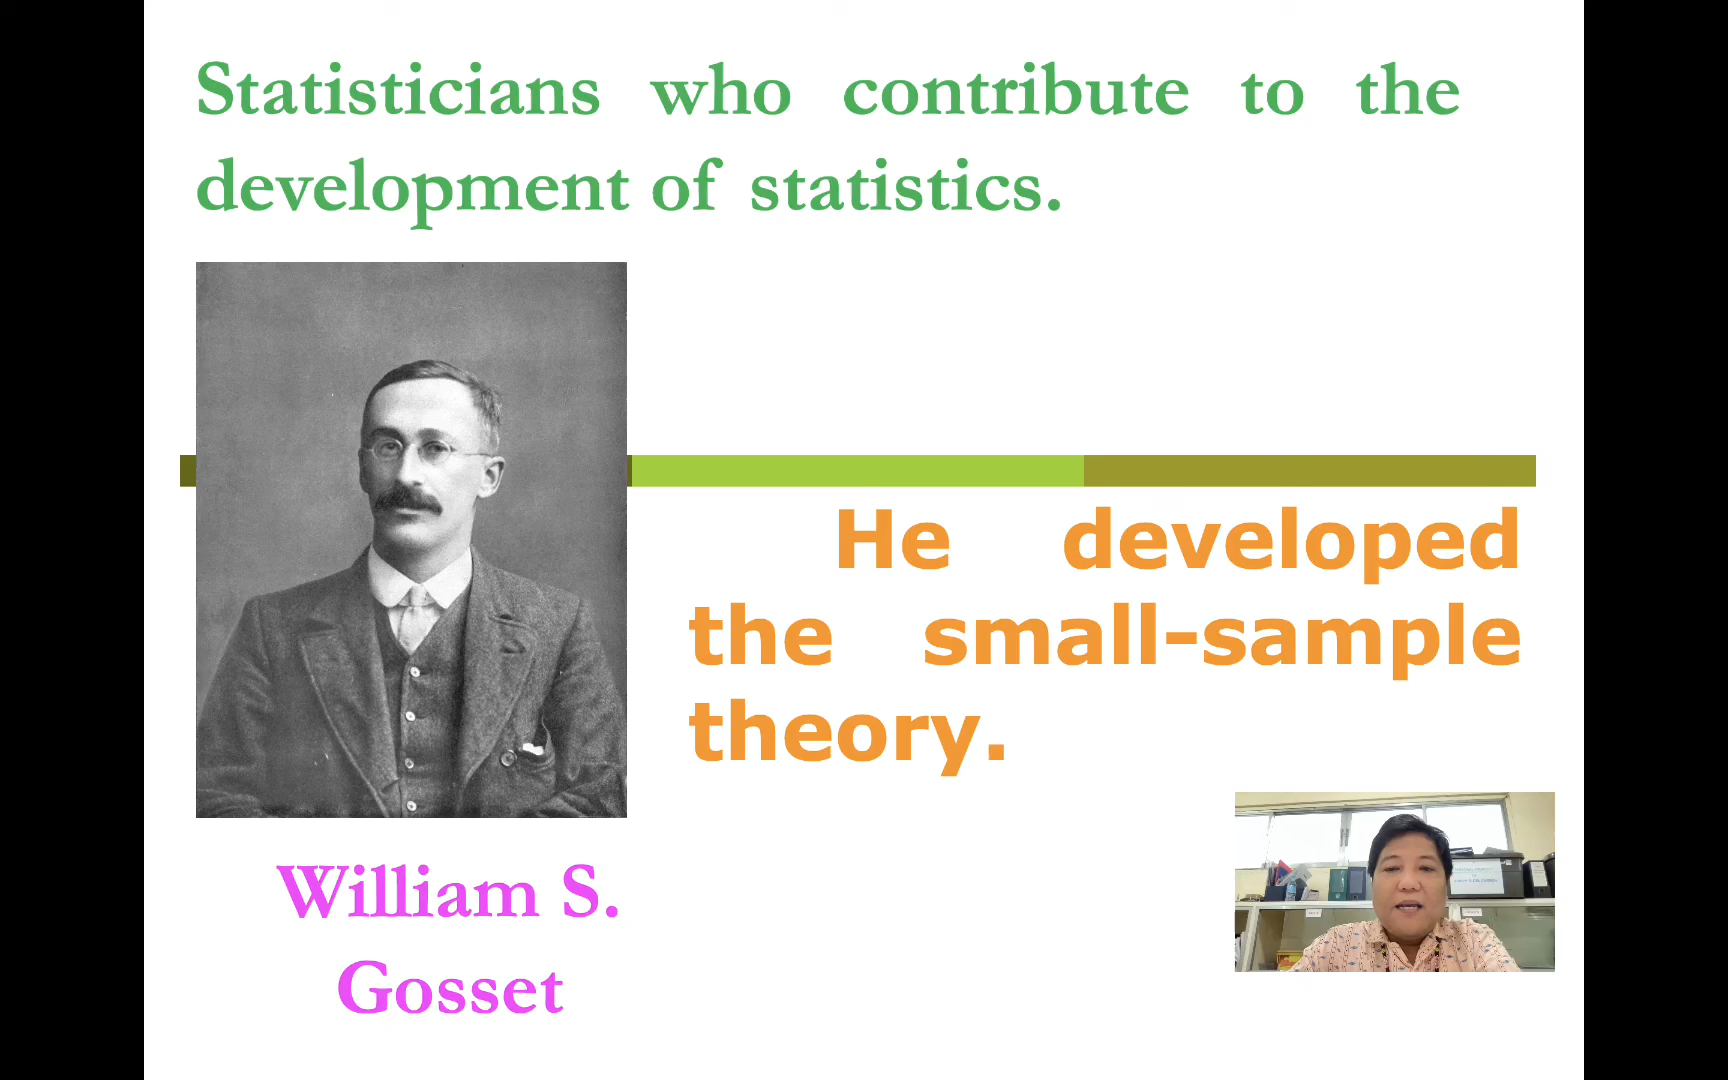 Statisticians who contribute to the
development of statistics.
He developed
the small-sample
theory.
William S.
Gosset